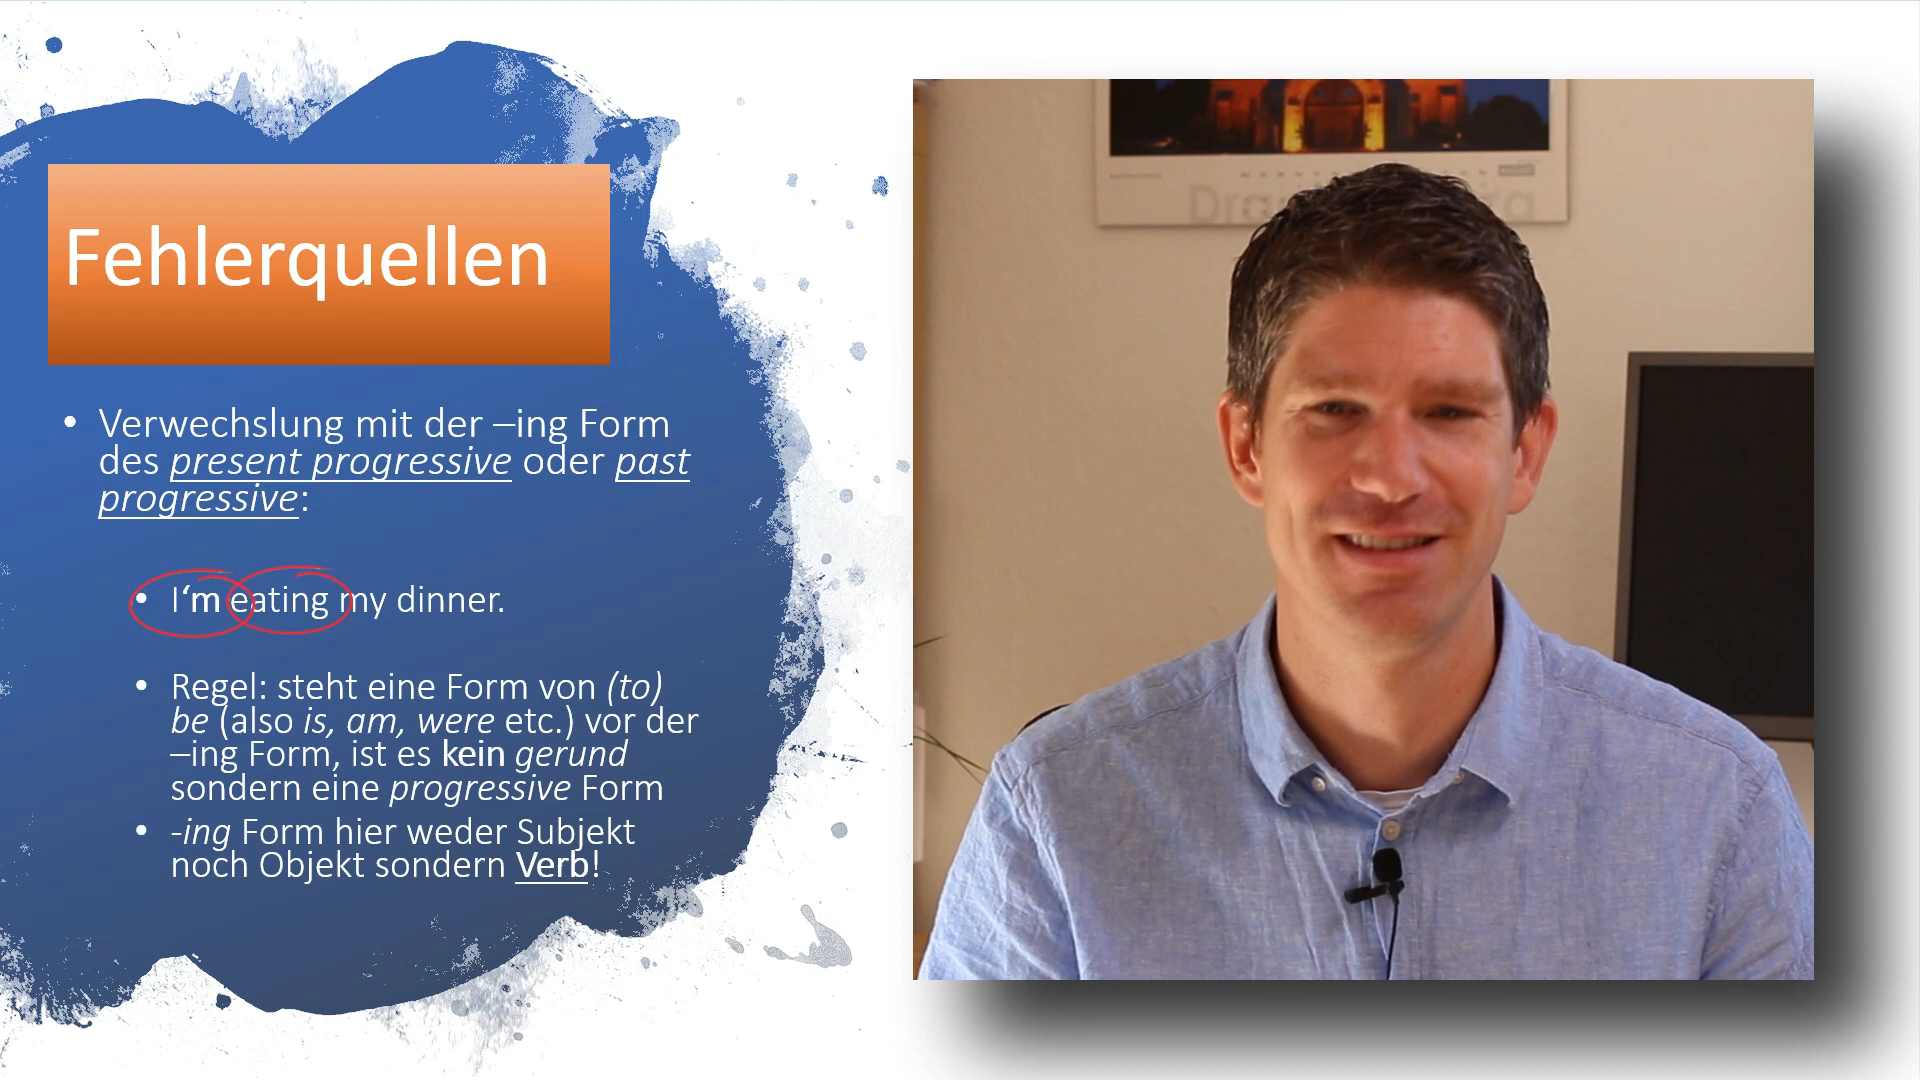 Fehlerquellen
• Verwechslung mit der –ing Form
des present progressive oder past
progressive:
• I‘m eating my dinner.
• Regel: steht eine Form von (to)
be (also is, am, were etc.) vor der
–ing Form, ist es kein gerund
sondern eine progressive Form
• -ing Form hier weder Subjekt
noch Objekt sondern Verb!